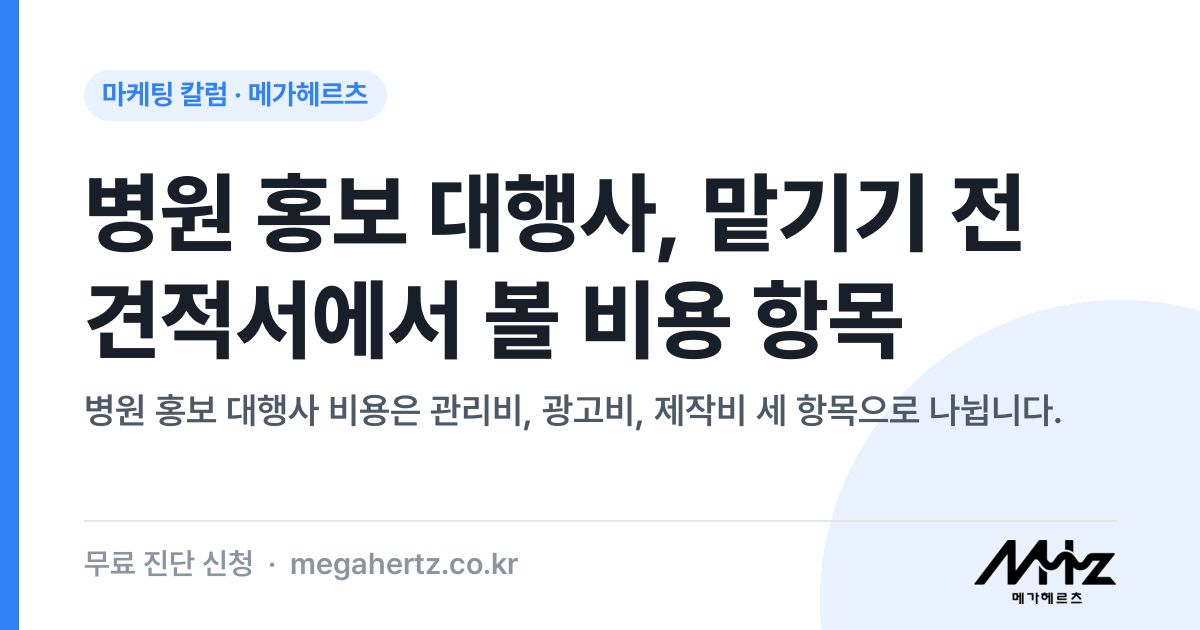 마케팅 칼럼 · 메가헤르츠
병원 홍보 대행사, 맡기기 전
견적서에서 볼 비용 항목
병원 홍보 대행사 비용은 관리비, 광고비, 제작비 세 항목으로 나뉩니다.
무료 진단 신청 · megahertz.co.kr
MHz
메가헤르츠